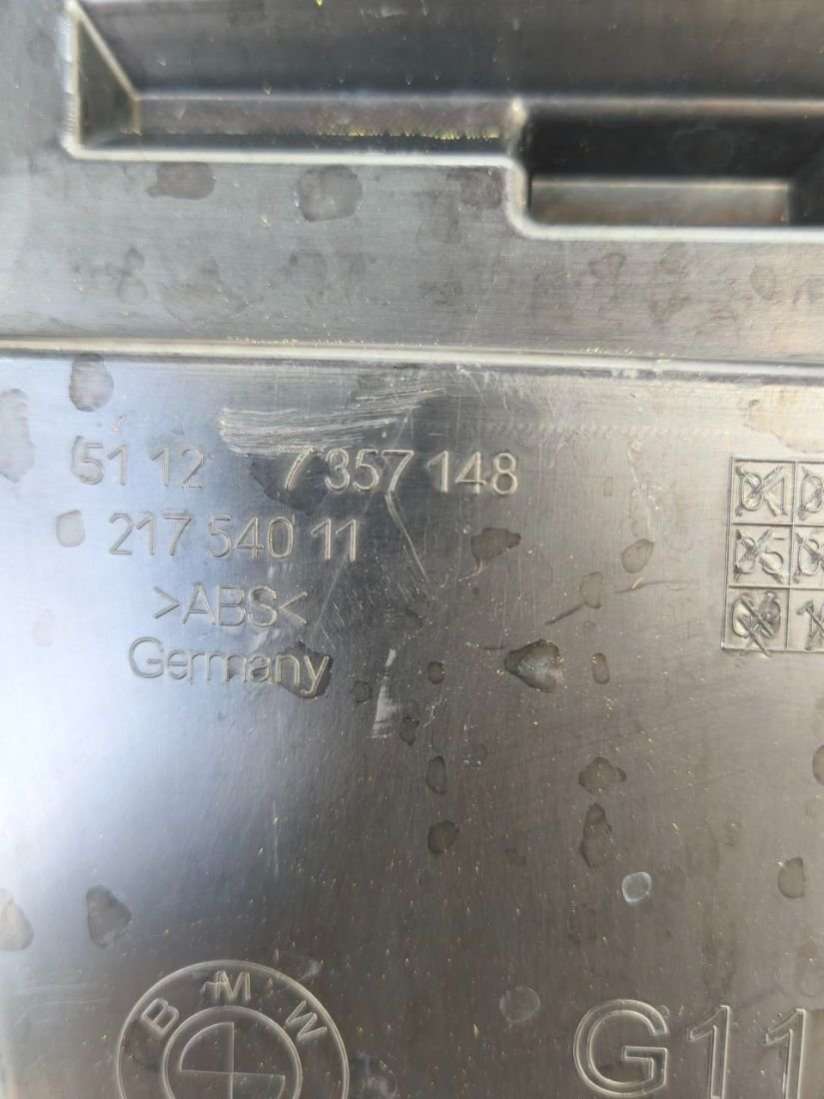 51 12 7 357 148
217 540 11
>ABS<
Germany
BMW
G11